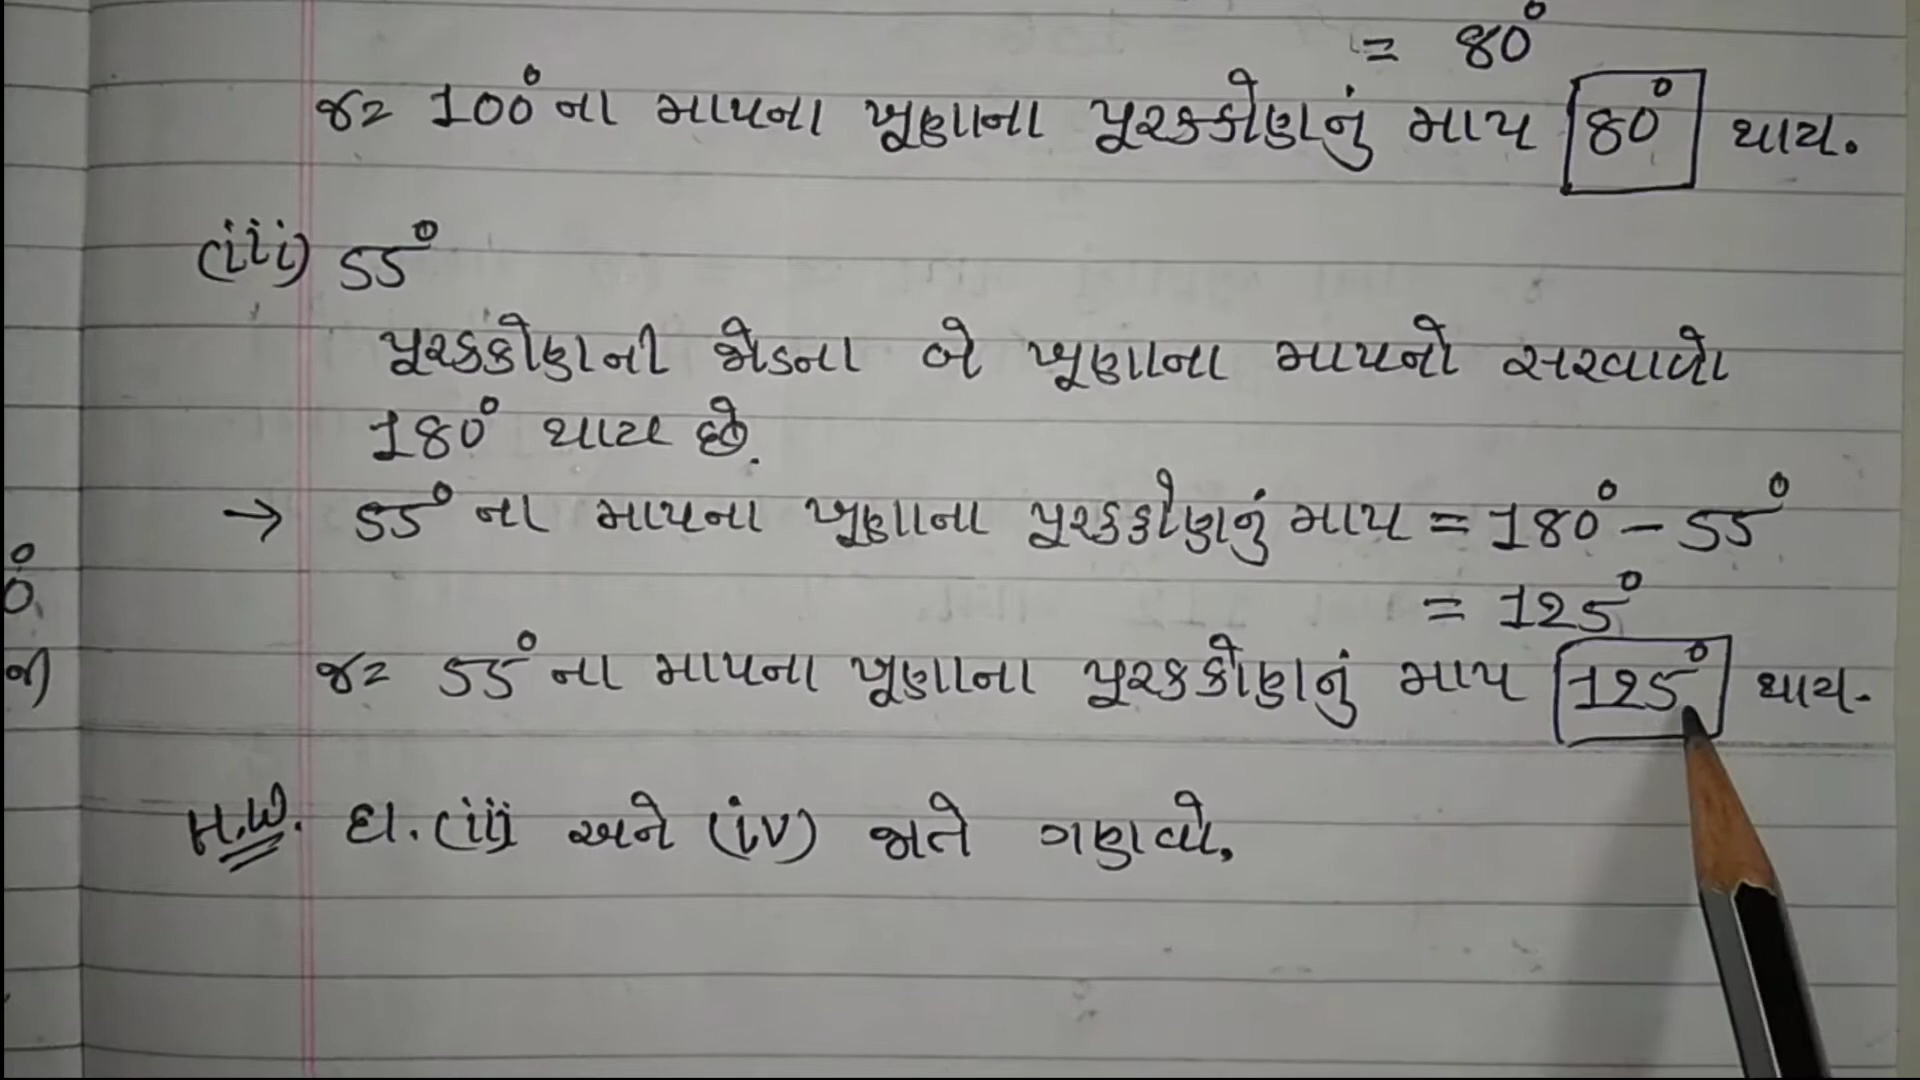 = 80°
જ= 100° ના માપના ખૂણાના પૂરકકોણનું માપ 80° થાય.
(iii) 55°
પૂરકકોણની જોડના બે ખૂણાના માપનો સરવાળો
180° થાય છે.
→ 55° ના માપના ખૂણાના પૂરકકોણનું માપ = 180° - 55°
= 125°
જ= 55° ના માપના ખૂણાના પૂરકકોણનું માપ 125° થાય.
H.W. દા. (ii) અને (iv) જાતે ગણવો.